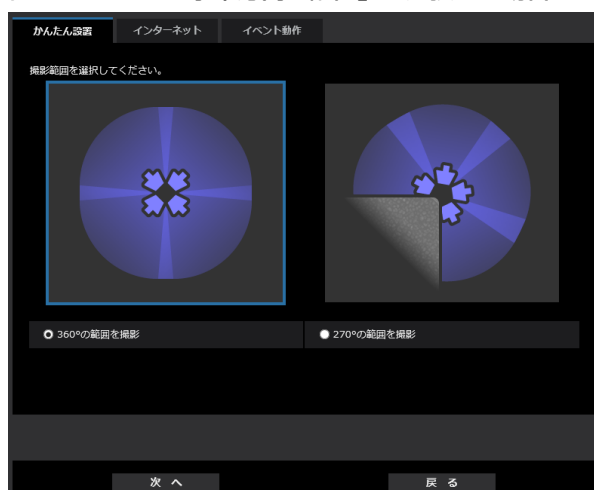 かんたん設置
インターネット
イベント動作
撮影範囲を選択してください。
360°の範囲を撮影
270°の範囲を撮影
次へ
戻る